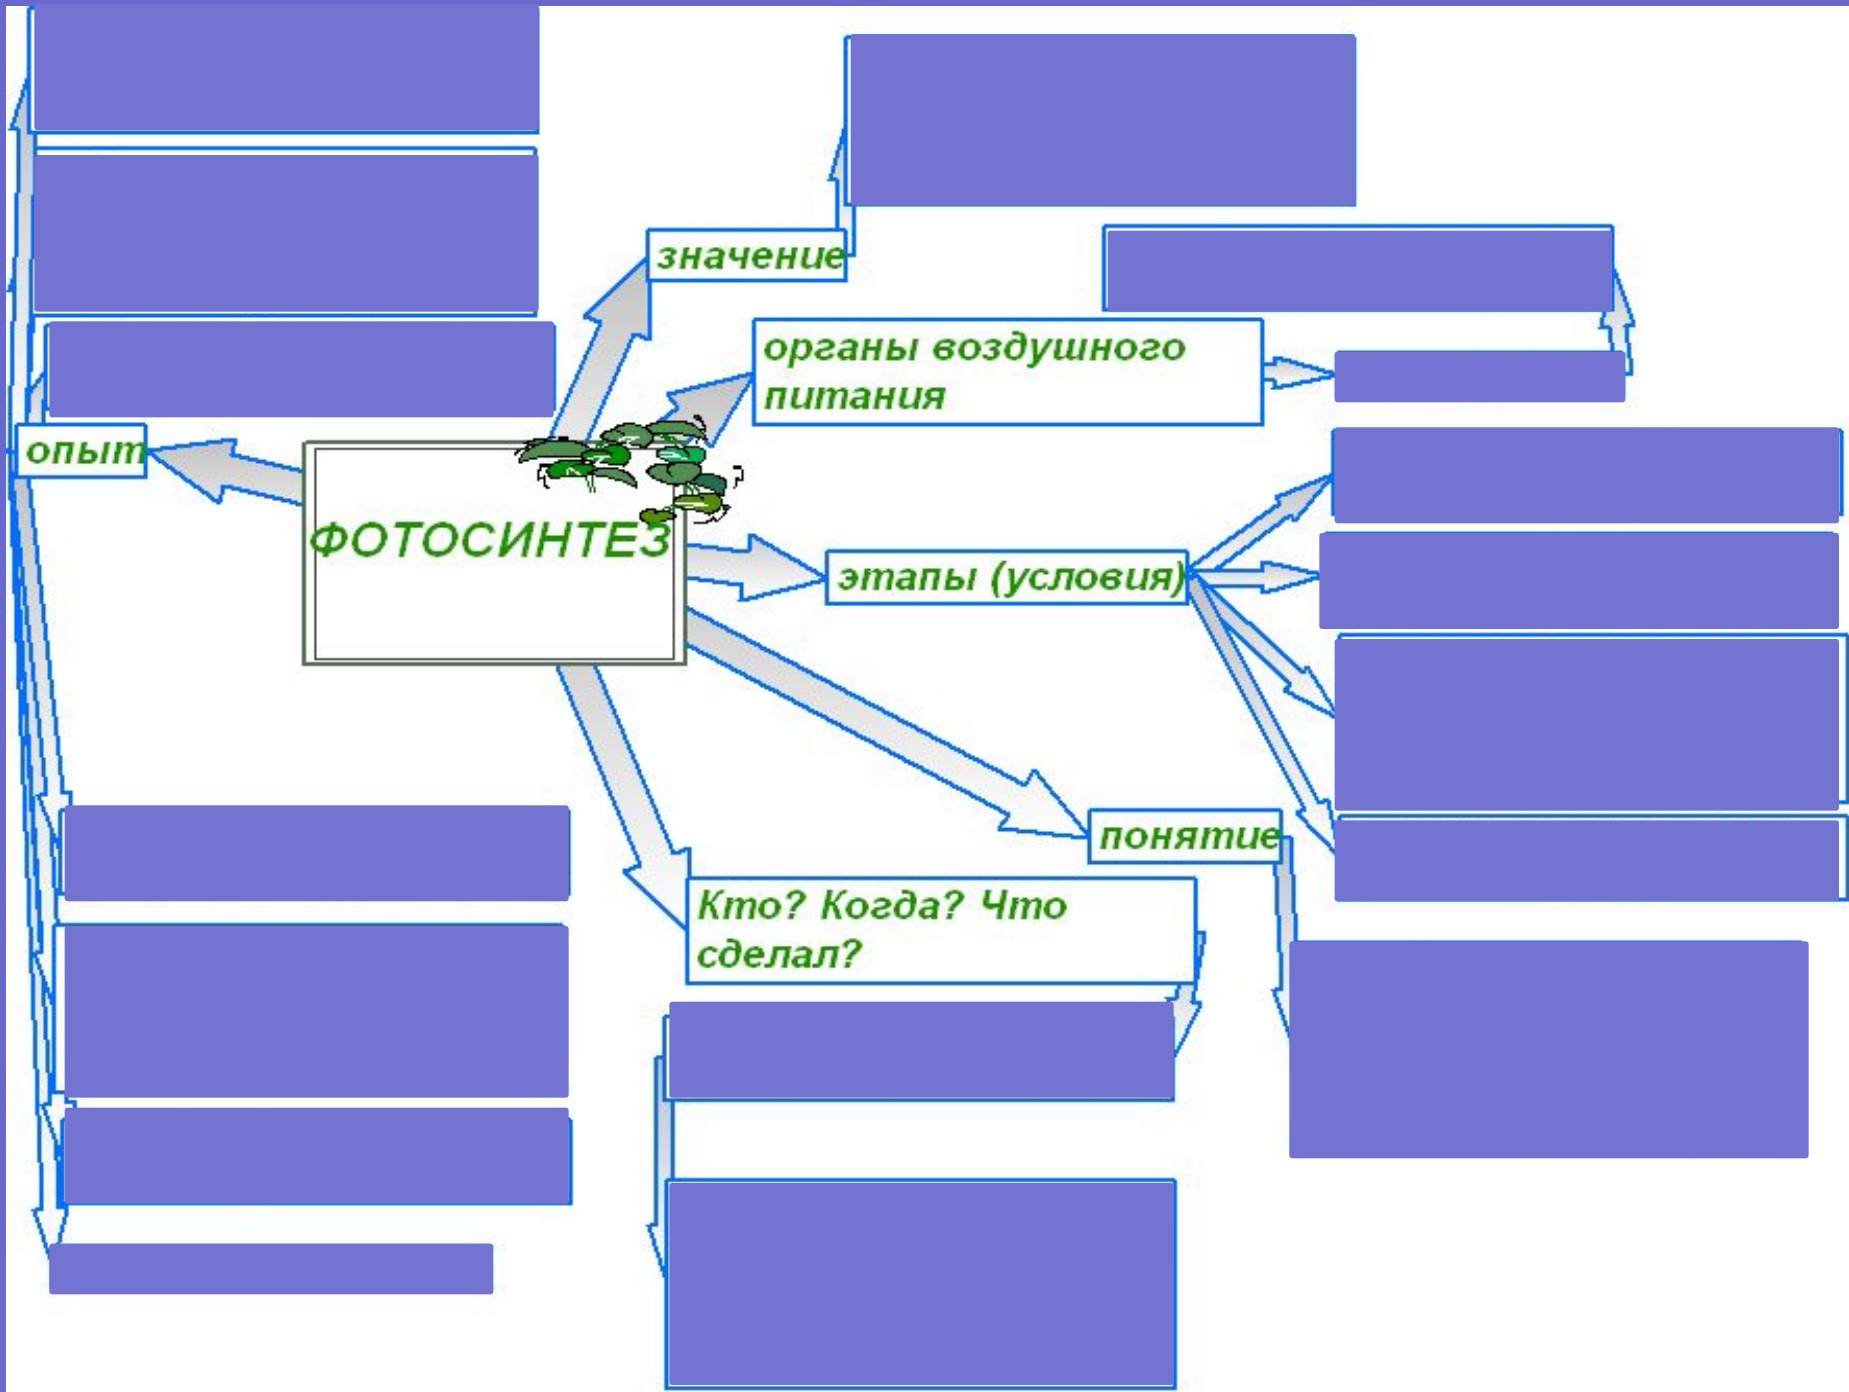 значение
органы воздушного
питания
опыт
ФОТОСИНТЕЗ
этапы (условия)
понятие
Кто? Когда? Что
сделал?